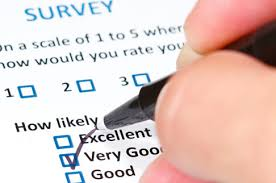 SURVEY
on a scale of 1 to 5 where
how would you rate your
1 2 3
How likely
Excellent
Very Good
Good